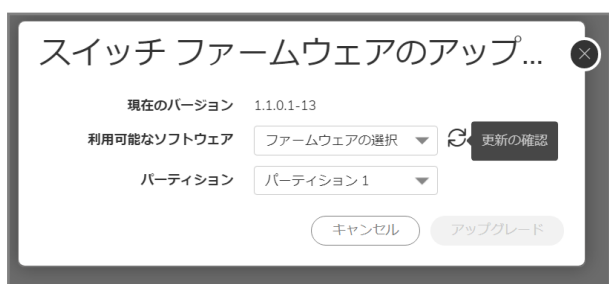 スイッチ ファームウェアのアップ...
現在のバージョン 1.1.0.1-13
利用可能なソフトウェア ファームウェアの選択 更新の確認
パーティション パーティション 1
キャンセル アップグレード